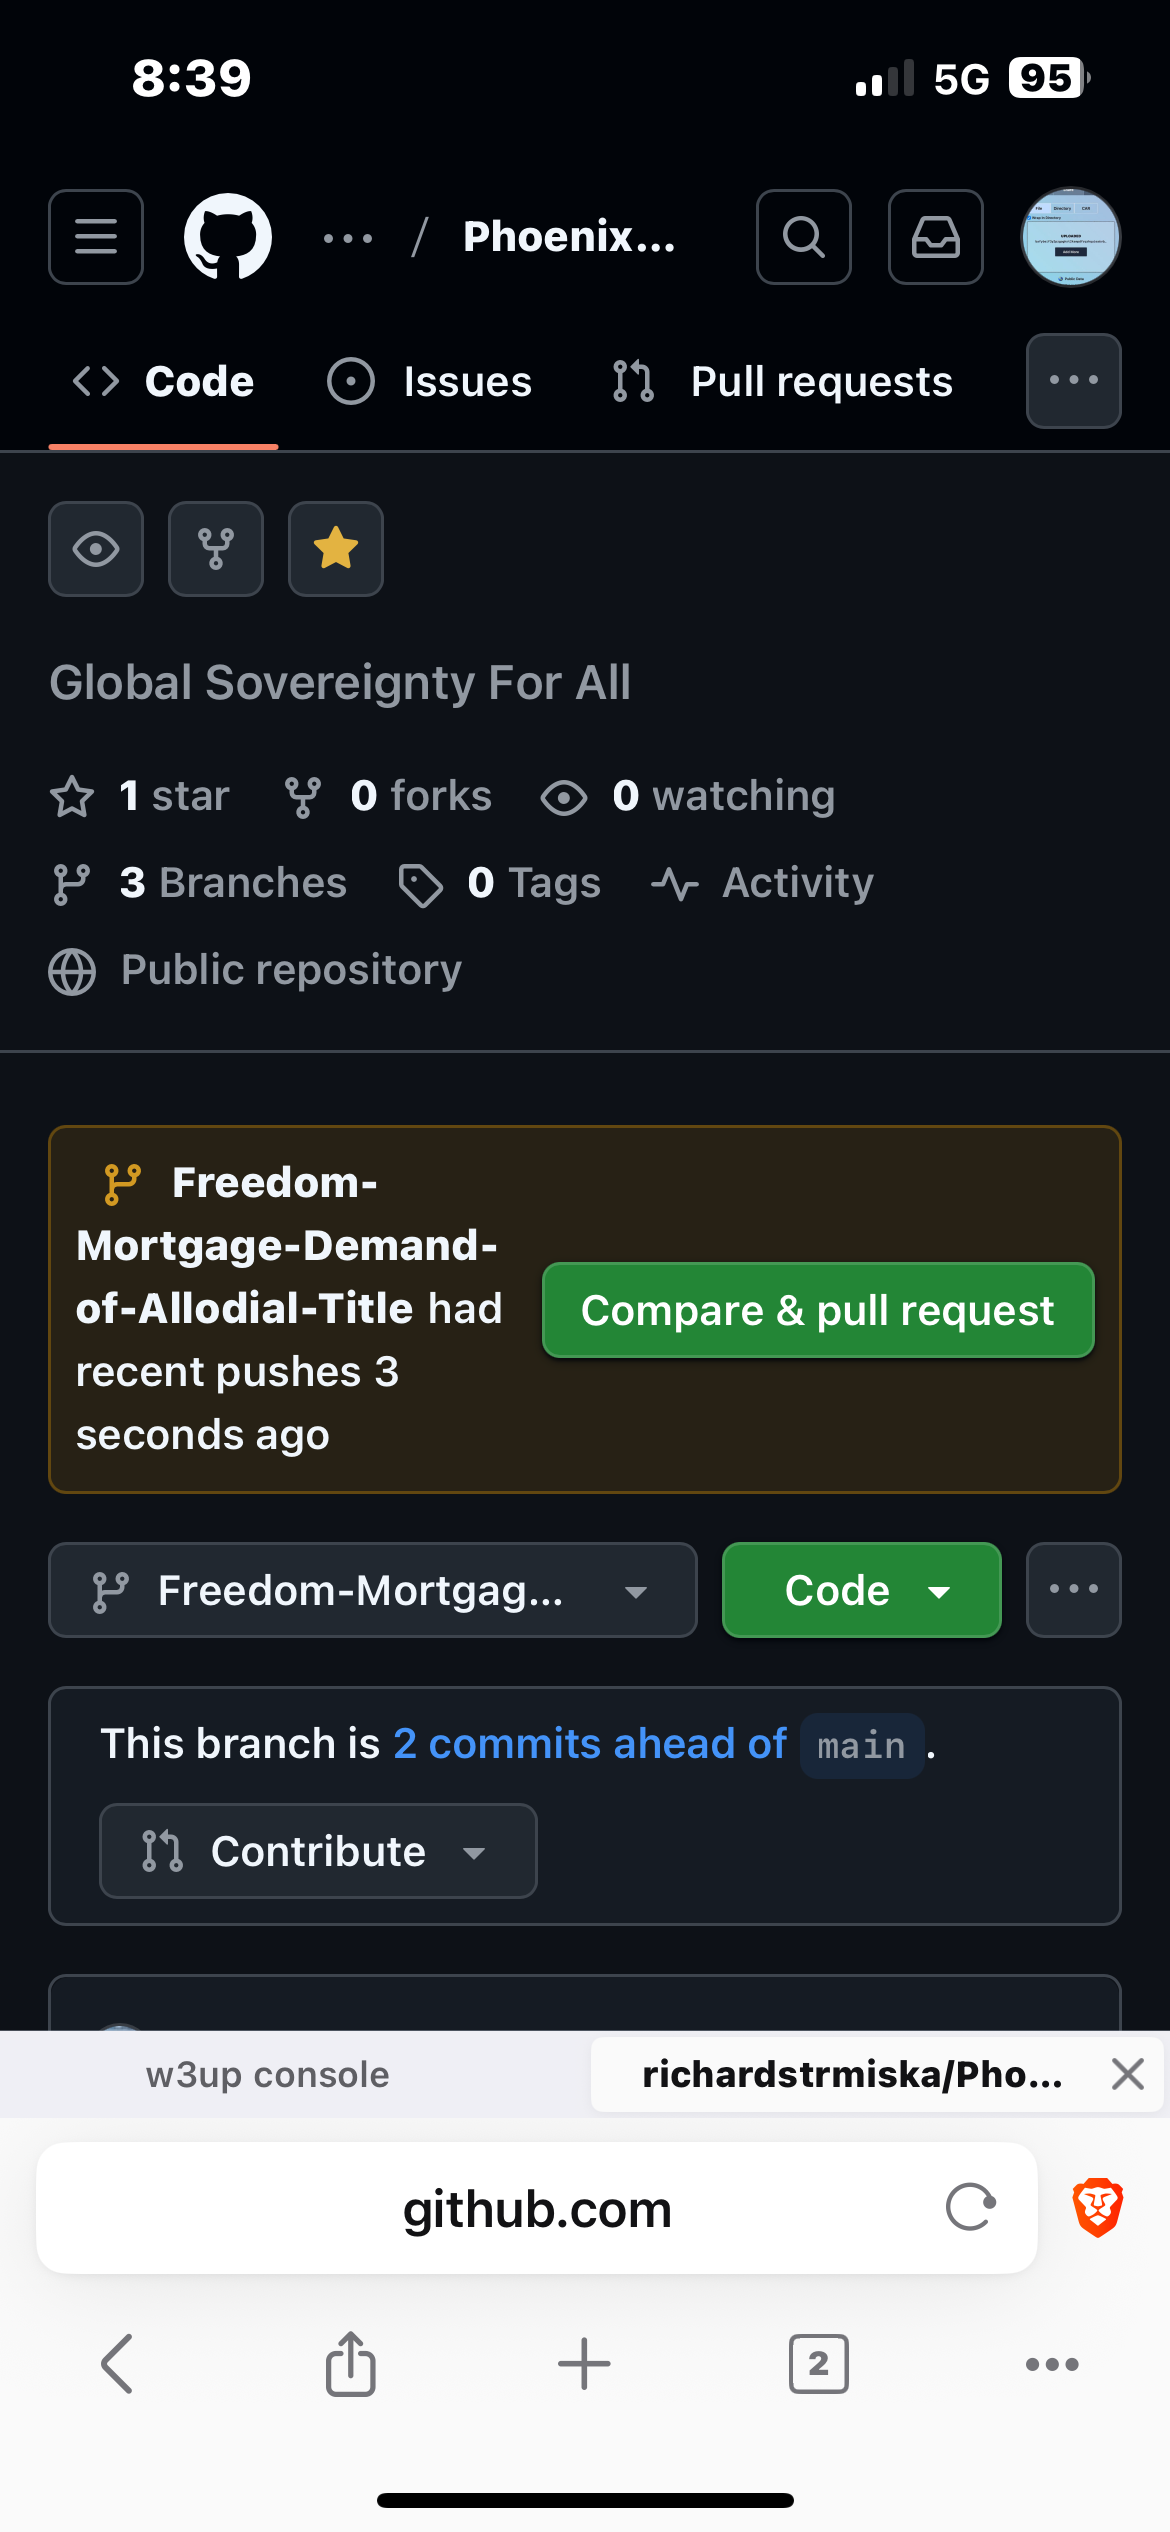 8:39
5G 95
/ Phoenix...
Code Issues Pull requests
Global Sovereignty For All
1 star 0 forks 0 watching
3 Branches 0 Tags Activity
Public repository
Freedom-
Mortgage-Demand-
of-Allodial-Title had
recent pushes 3
seconds ago
Compare & pull request
Freedom-Mortgag... Code
This branch is 2 commits ahead of main.
Contribute
w3up console richardstrmiska/Pho...
github.com
2